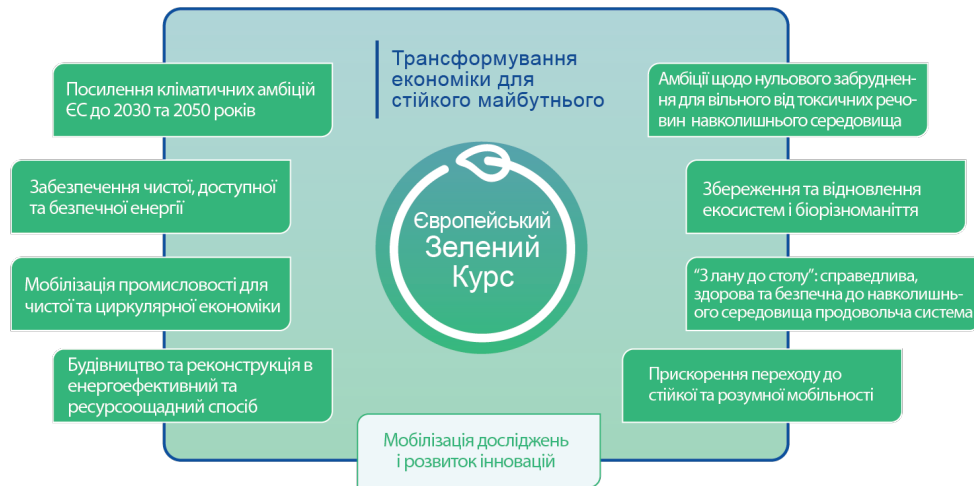 Трансформування
економіки для
стійкого майбутнього
Посилення кліматичних амбіцій
ЄС до 2030 та 2050 років
Забезпечення чистої, доступної
та безпечної енергії
Мобілізація промисловості для
чистої та циркулярної економіки
Будівництво та реконструкція в
енергоефективний та
ресурсоощадний спосіб
Європейський
Зелений
Курс
Амбіції щодо нульового забруднен-
ня для вільного від токсичних речо-
вин навколишнього середовища
Збереження та відновлення
екосистем і біорізноманіття
“З лану до столу”: справедлива,
здорова та безпечна до навколишнь-
ого середовища продовольча система
Прискорення переходу до
стійкої та розумної мобільності
Мобілізація досліджень
і розвиток інновацій